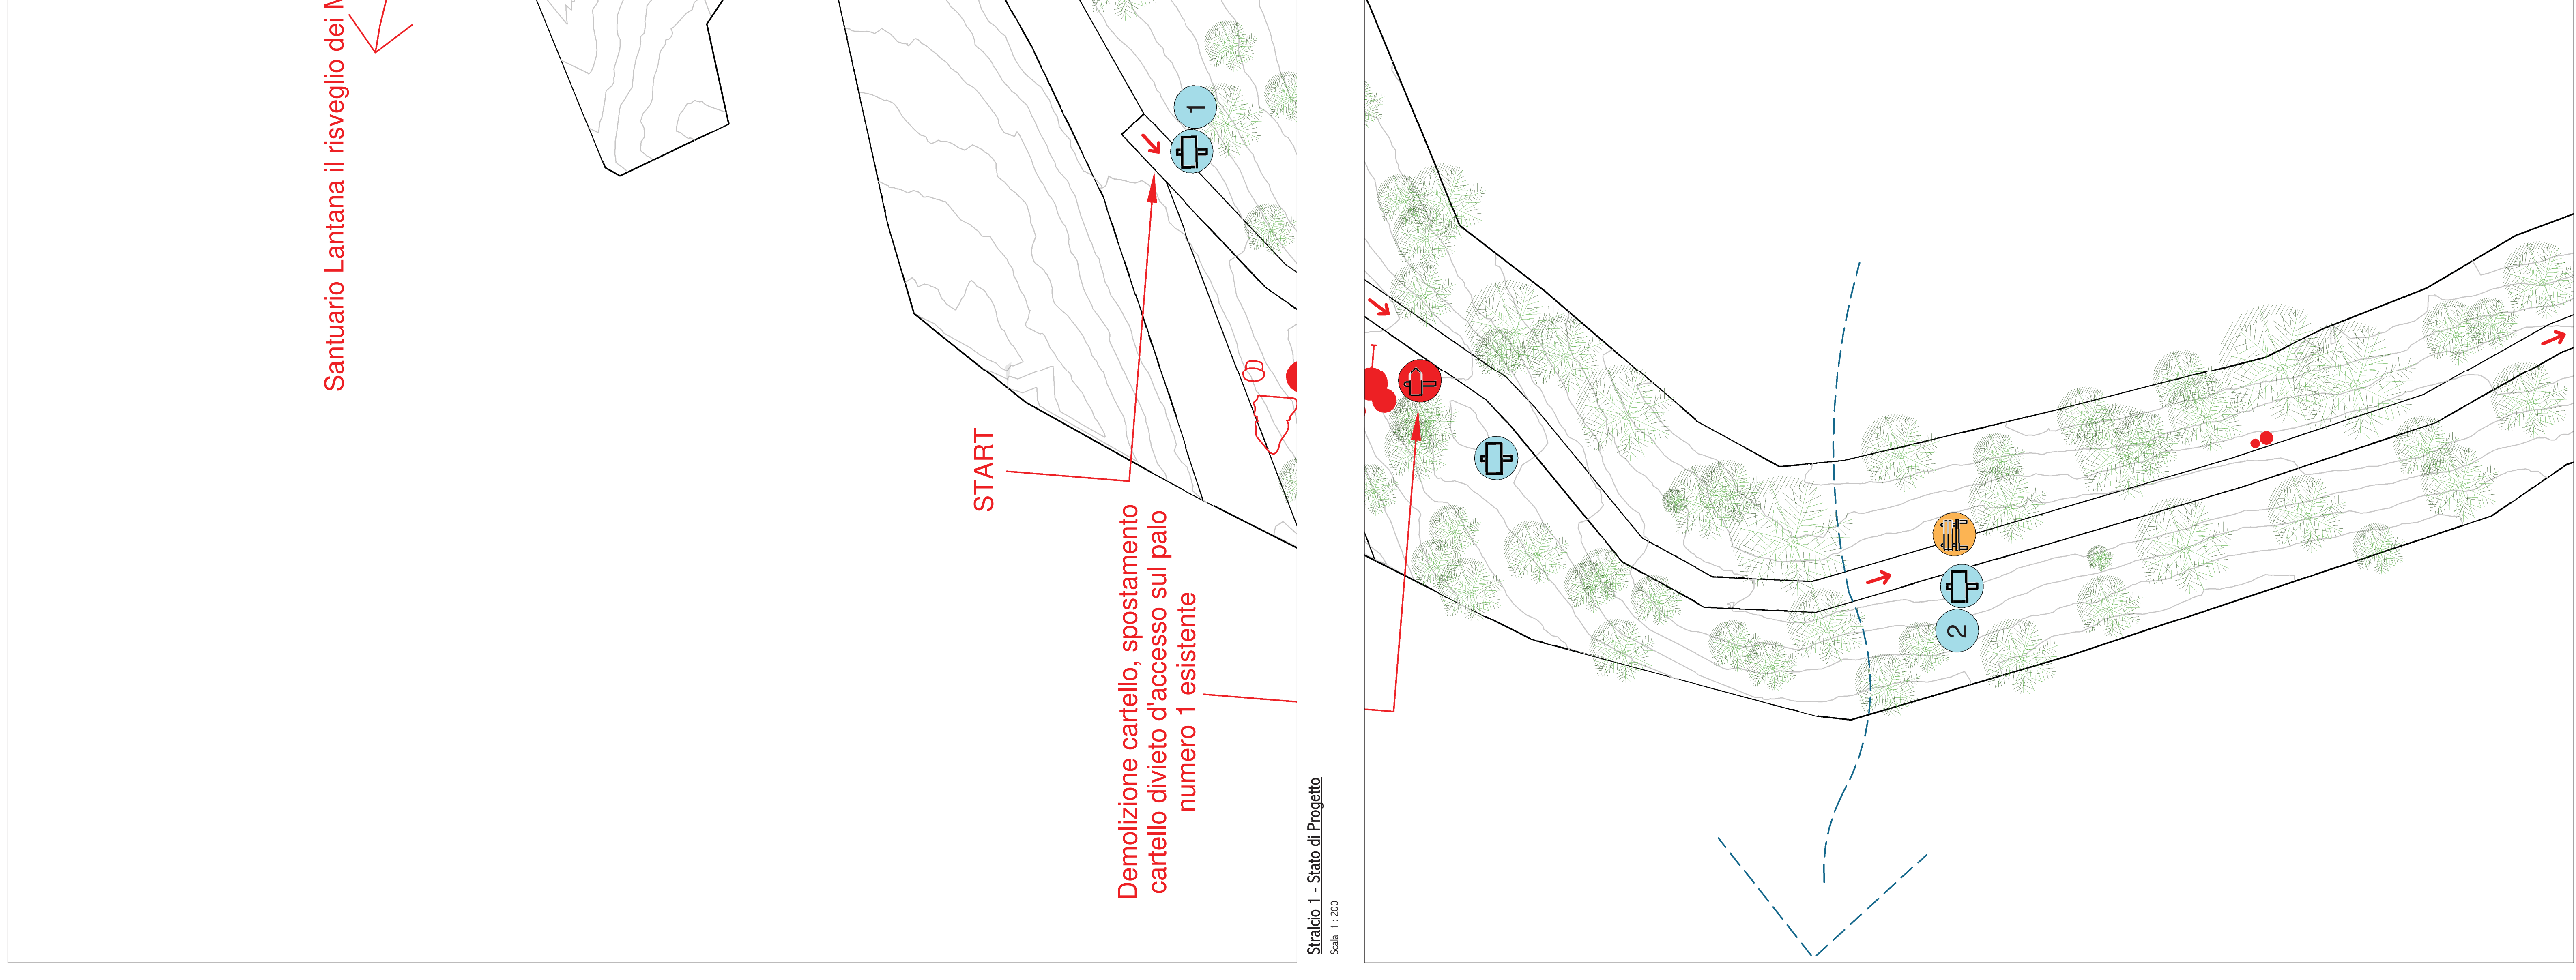 Santuario Lantana il risveglio dei
START
Demolizione cartello, spostamento
cartello divieto d'accesso sul palo
numero 1 esistente
1
Stralcio 1 - Stato di Progetto
Scala 1 : 200
2